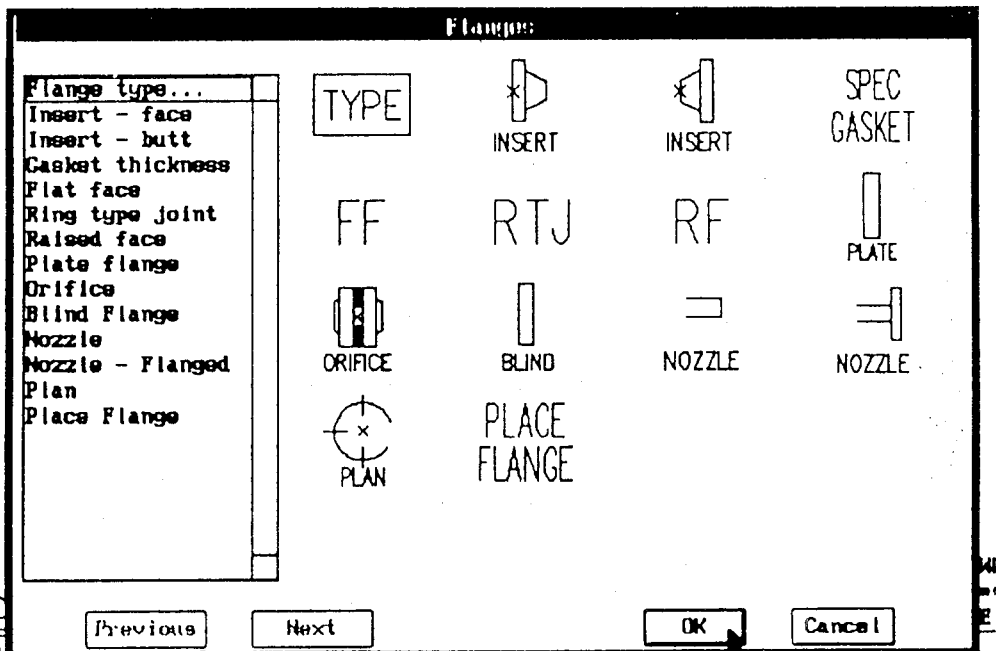 Flanges
Flange type...
Insert - face
Insert - butt
Gasket thickness
Flat face
Ring type joint
Raised face
Plate flange
Orifice
Blind Flange
Nozzle
Nozzle - Flanged
Plan
Place Flange
TYPE
INSERT
INSERT
SPEC
GASKET
FF
RTJ
RF
PLATE
ORIFICE
BLIND
NOZZLE
NOZZLE
PLAN
PLACE
FLANGE
Previous
Next
OK
Cancel